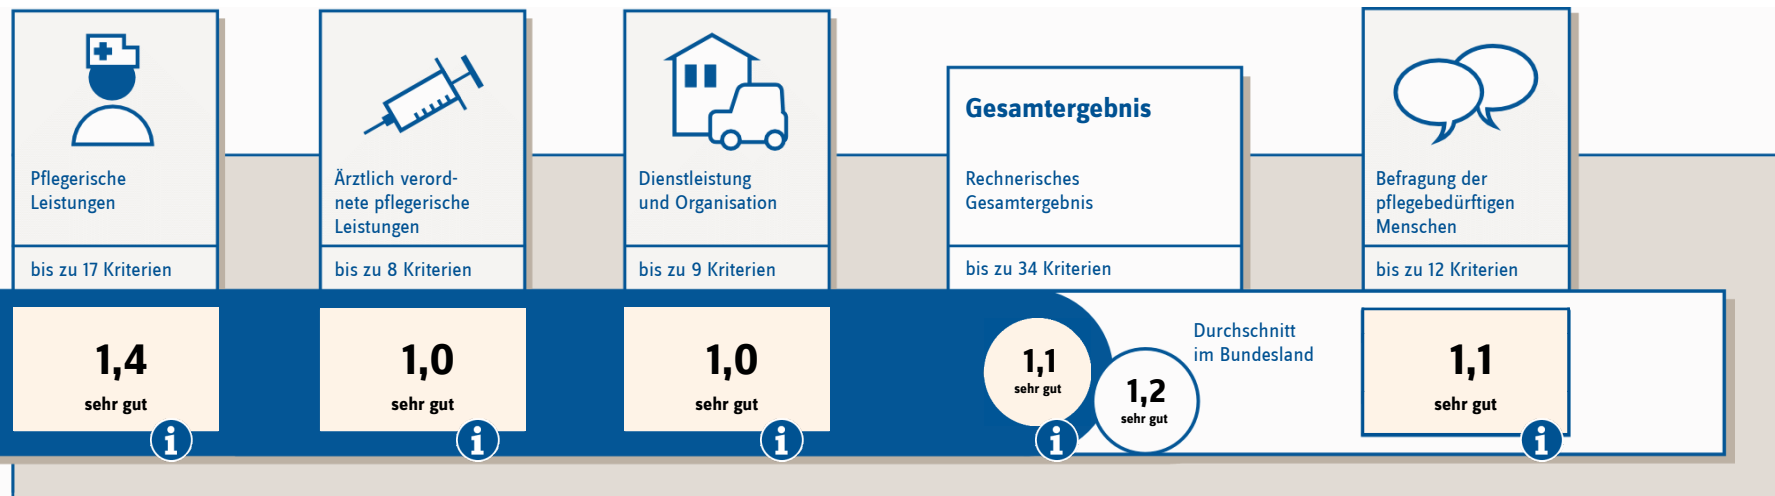 Pflegerische
Leistungen
bis zu 17 Kriterien
1,4
sehr gut
i
Ärztlich verord-
nete pflegerische
Leistungen
bis zu 8 Kriterien
1,0
sehr gut
i
Dienstleistung
und Organisation
bis zu 9 Kriterien
1,0
sehr gut
i
Gesamtergebnis
Rechnerisches
Gesamtergebnis
bis zu 34 Kriterien
1,1
sehr gut
i
1,2
sehr gut
Durchschnitt
im Bundesland
Befragung der
pflegebedürftigen
Menschen
bis zu 12 Kriterien
1,1
sehr gut
i